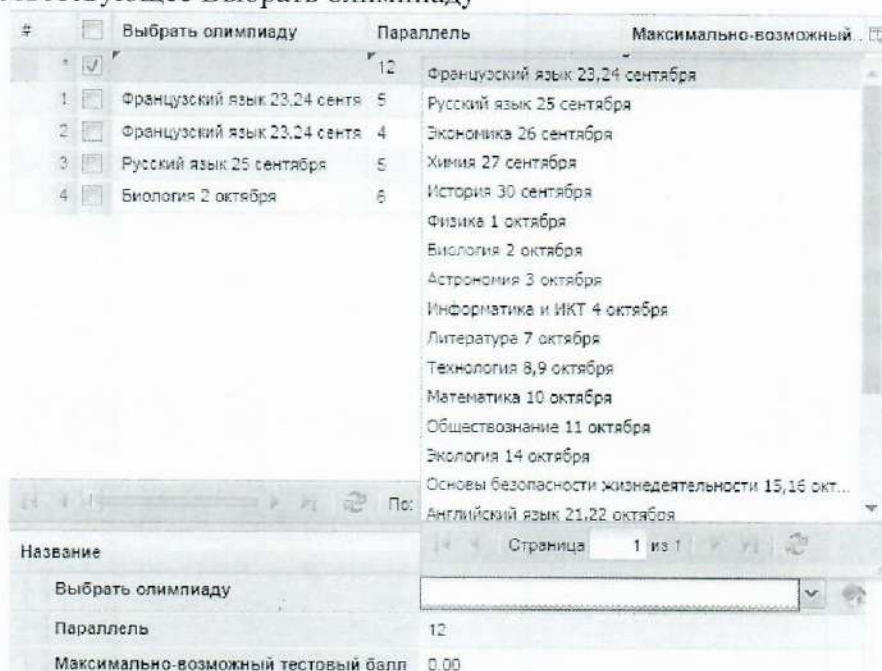 Выбрать олимпиаду
# Выбрать олимпиаду Параллель Максимально-возможный...
* 12
1 Французский язык 23,24 сентя 5
2 Французский язык 23,24 сентя 4
3 Русский язык 25 сентября 5
4 Биология 2 октября 6
Французский язык 23,24 сентября
Русский язык 25 сентября
Экономика 26 сентября
Химия 27 сентября
История 30 сентября
Физика 1 октября
Биология 2 октября
Астрономия 3 октября
Информатика и ИКТ 4 октября
Литература 7 октября
Технология 8,9 октября
Математика 10 октября
Обществознание 11 октября
Экология 14 октября
Основы безопасности жизнедеятельности 15,16 окт...
Английский язык 21,22 октября
По:
Страница 1 из 1
Название
Выбрать олимпиаду
Параллель 12
Максимально-возможный тестовый балл 0.00